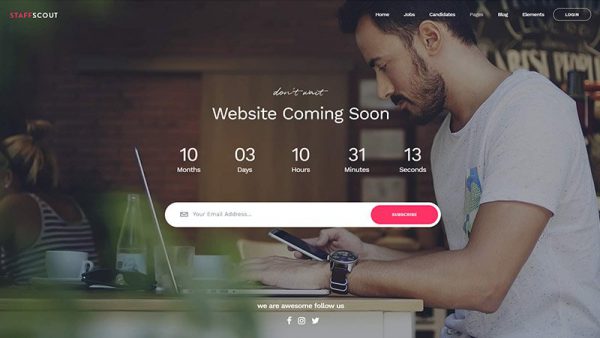 STAFFSCOUT
Home Jobs Candidates Pages Blog Elements LOGIN
don't wait
Website Coming Soon
10 03 10 31 13
Months Days Hours Minutes Seconds
Your Email Address... SUBSCRIBE
we are awesome follow us